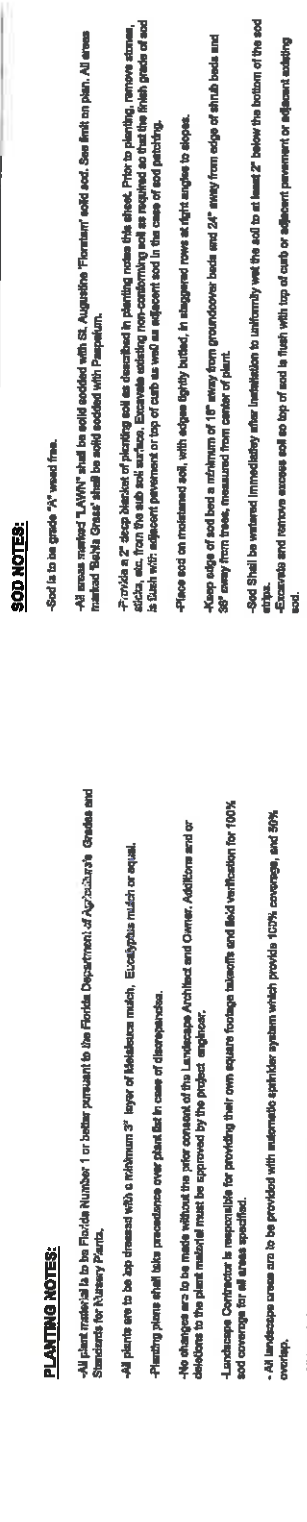 PLANTING NOTES:
-All plant material is to be Florida Number 1 or better pursuant to the Florida Department of Agriculture's Grades and
Standards for Nursery Plants.
-All plants are to be top dressed with a minimum 3" layer of Melaleuca mulch, Eucalyptus mulch or equal.
-Planting plans shall take precedence over plant list in case of discrepancies.
-No changes are to be made without the prior consent of the Landscape Architect and Owner. Additions and or
deletions to the plant material must be approved by the project engineer.
-Landscape Contractor is responsible for providing their own square footage takeoffs and field verification for 100%
sod coverage for all areas specified.
- All landscape areas are to be provided with automatic sprinkler system which provide 100% coverage, and 50%
overlap.
SOD NOTES:
-Sod is to be grade "A" weed free.
-All areas marked "LAWN" shall be solid sodded with St. Augustine 'Floratam' solid sod. See limit on plan. All areas
marked 'Bahia Grass' shall be solid sodded with Paspalum.
-Provide a 2" deep blanket of planting soil as described in planting notes this sheet. Prior to planting, remove stones,
sticks, etc. from the sub soil surface. Excavate existing non-conforming soil as required so that the finish grade of sod
is flush with adjacent pavement or top of curb as well as adjacent sod in the case of sod patching.
-Place sod on moistened soil, with edges tightly butted, in staggered rows at right angles to slopes.
-Keep edge of sod bed a minimum of 18" away from groundcover beds and 24" away from edge of shrub beds and
36" away from trees, measured from center of plant.
-Sod Shall be watered immediately after installation to uniformly wet the soil to at least 2" below the bottom of the sod
strips.
-Excavate and remove excess soil so top of sod is flush with top of curb or adjacent pavement or adjacent existing
sod.